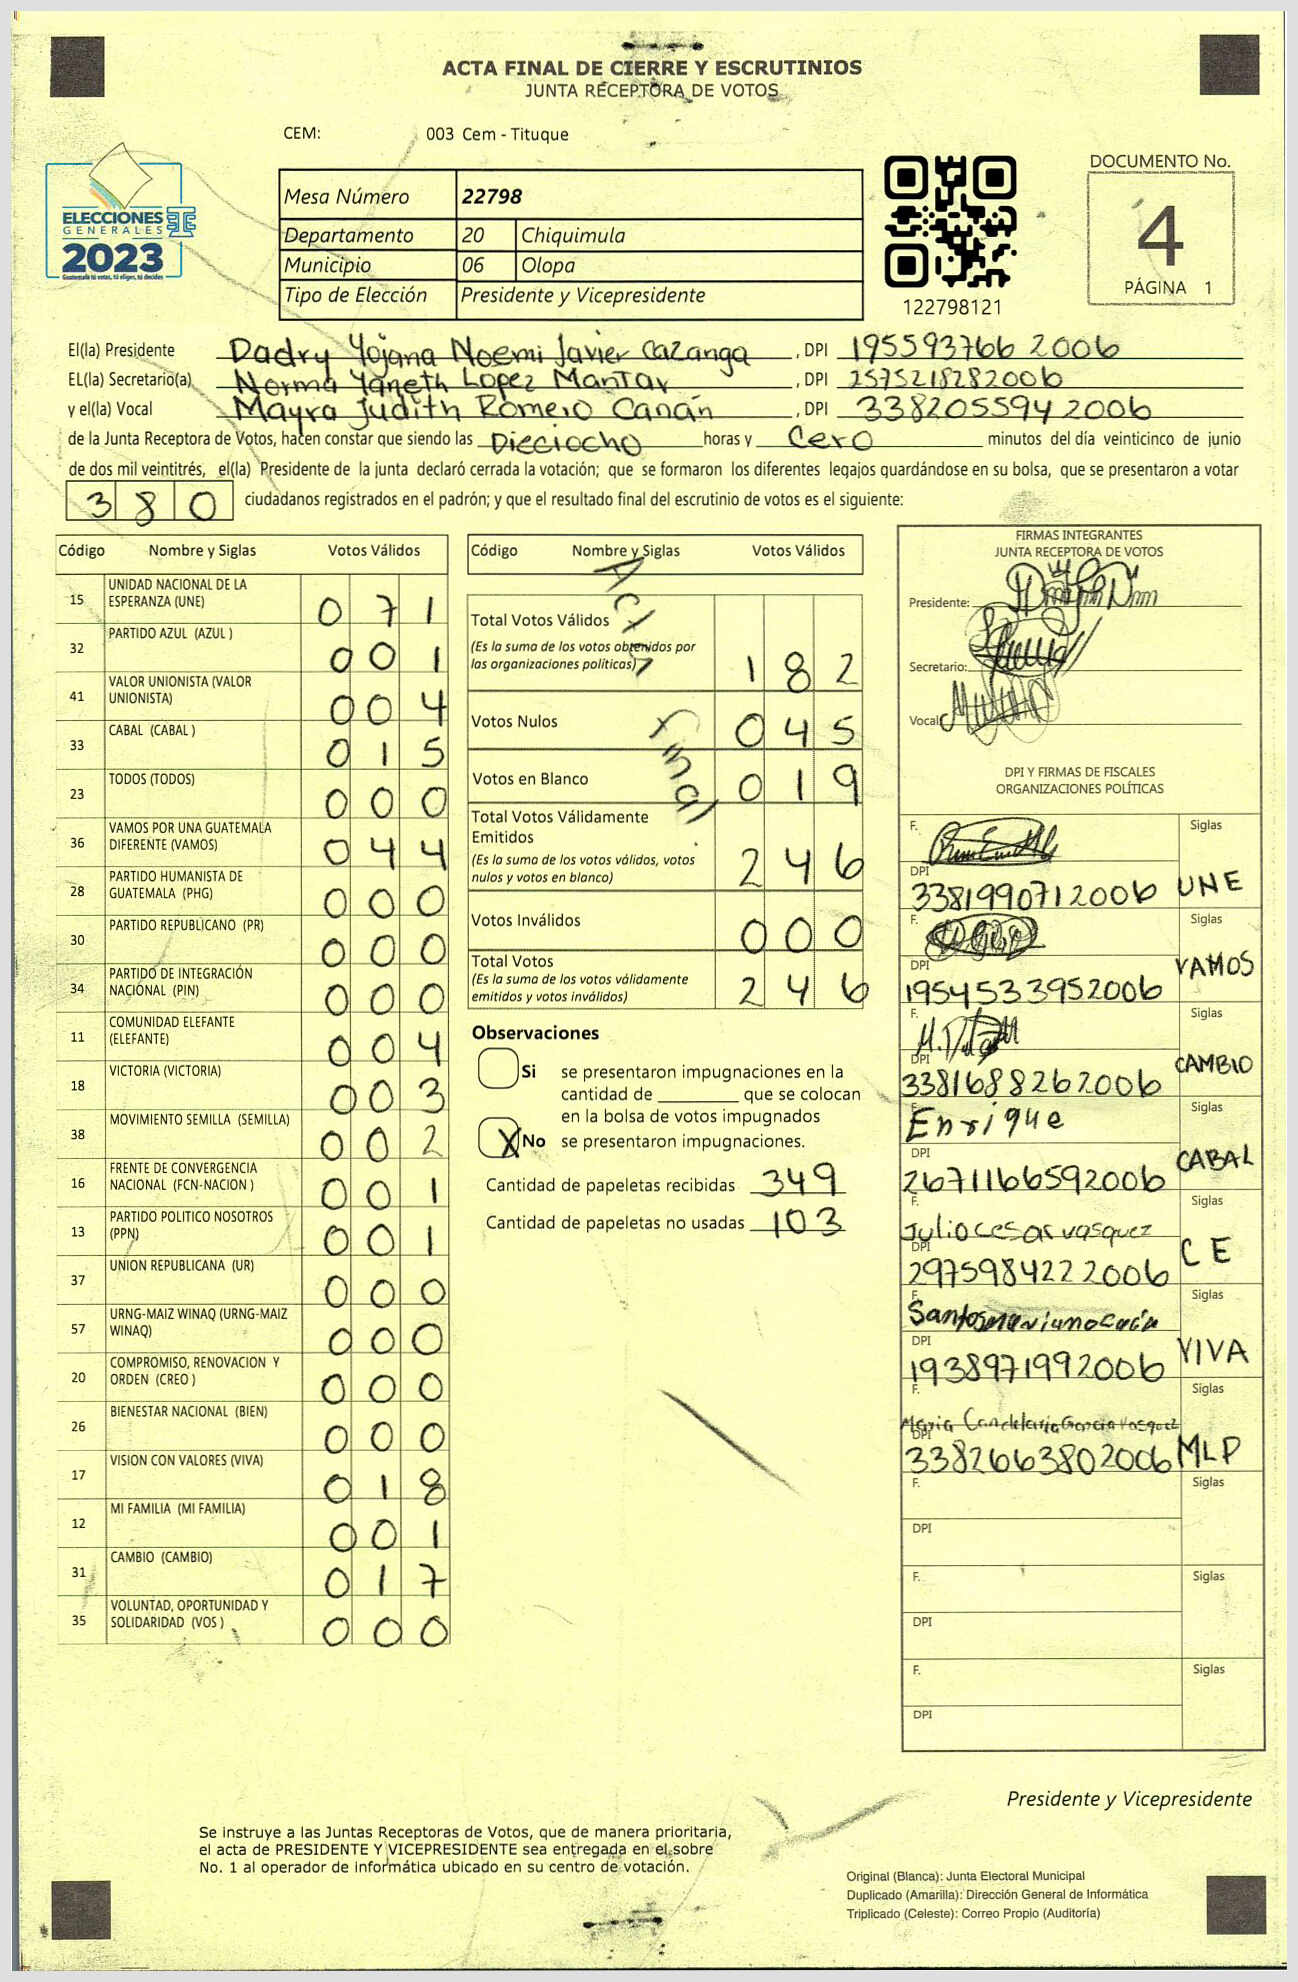 ACTA FINAL DE CIERRE Y ESCRUTINIOS
JUNTA RECEPTORA DE VOTOS
CEM: 003 Cem - Tituque
DOCUMENTO No.
4
PÁGINA 1
ELECCIONES
GENERALES
2023
Guatemala tú votas, tú eliges, tú decides
Mesa Número 22798
Departamento 20 Chiquimula
Municipio 06 Olopa
Tipo de Elección Presidente y Vicepresidente
122798121
El(la) Presidente Dadry Yojana Noemi Javier Cazanga , DPI 195593766 2006
EL(la) Secretario(a) Norma Yaneth Lopez Mantar , DPI 2575218282006
y el(la) Vocal Mayra Judith Romero Canán , DPI 338205594 2006
de la Junta Receptora de Votos, hacen constar que siendo las Dieciocho horas y cero minutos del día veinticinco de junio
de dos mil veintitrés, el(la) Presidente de la junta declaró cerrada la votación; que se formaron los diferentes legajos guardándose en su bolsa, que se presentaron a votar
380 ciudadanos registrados en el padrón; y que el resultado final del escrutinio de votos es el siguiente:
Código Nombre y Siglas Votos Válidos
15 UNIDAD NACIONAL DE LA ESPERANZA (UNE) 071
32 PARTIDO AZUL (AZUL ) 001
41 VALOR UNIONISTA (VALOR UNIONISTA) 004
33 CABAL (CABAL ) 015
23 TODOS (TODOS) 000
36 VAMOS POR UNA GUATEMALA DIFERENTE (VAMOS) 044
28 PARTIDO HUMANISTA DE GUATEMALA (PHG) 000
30 PARTIDO REPUBLICANO (PR) 000
34 PARTIDO DE INTEGRACIÓN NACIONAL (PIN) 000
11 COMUNIDAD ELEFANTE (ELEFANTE) 004
18 VICTORIA (VICTORIA) 003
38 MOVIMIENTO SEMILLA (SEMILLA) 002
16 FRENTE DE CONVERGENCIA NACIONAL (FCN-NACION ) 001
13 PARTIDO POLITICO NOSOTROS (PPN) 001
37 UNION REPUBLICANA (UR) 000
57 URNG-MAIZ WINAQ (URNG-MAIZ WINAQ) 000
20 COMPROMISO, RENOVACION Y ORDEN (CREO ) 000
26 BIENESTAR NACIONAL (BIEN) 000
17 VISION CON VALORES (VIVA) 018
12 MI FAMILIA (MI FAMILIA) 001
31 CAMBIO (CAMBIO) 017
35 VOLUNTAD, OPORTUNIDAD Y SOLIDARIDAD (VOS ) 000
Código Nombre y Siglas Votos Válidos
Acta final
Total Votos Válidos 182
(Es la suma de los votos obtenidos por
las organizaciones políticas)
Votos Nulos 045
Votos en Blanco 019
Total Votos Válidamente
Emitidos 246
(Es la suma de los votos válidos, votos
nulos y votos en blanco)
Votos Inválidos 000
Total Votos 246
(Es la suma de los votos válidamente
emitidos y votos inválidos)
Observaciones
Si se presentaron impugnaciones en la
cantidad de ________ que se colocan
en la bolsa de votos impugnados
X No se presentaron impugnaciones.
Cantidad de papeletas recibidas 349
Cantidad de papeletas no usadas 103
FIRMAS INTEGRANTES
JUNTA RECEPTORA DE VOTOS
Presidente:
Secretario:
Vocal
DPI Y FIRMAS DE FISCALES
ORGANIZACIONES POLÍTICAS
F. Siglas
DPI
3381990712006 UNE
F. Siglas
DPI
1954533952006 VAMOS
F. Siglas
DPI
3381688262006 CAMBIO
F. Enrique Siglas
DPI
2671166592006 CABAL
F. Julio Cesar vasquez Siglas
DPI
2975984222006 CE
F. Santos Siglas
DPI
1938971992006 VIVA
F. Maria Candelaria Garcia Vasquez Siglas
DPI
3382663802006 MLP
F. Siglas
DPI
F. Siglas
DPI
F. Siglas
DPI
Presidente y Vicepresidente
Se instruye a las Juntas Receptoras de Votos, que de manera prioritaria,
el acta de PRESIDENTE Y VICEPRESIDENTE sea entregada en el sobre
No. 1 al operador de informática ubicado en su centro de votación.
Original (Blanca): Junta Electoral Municipal
Duplicado (Amarilla): Dirección General de Informática
Triplicado (Celeste): Correo Propio (Auditoría)